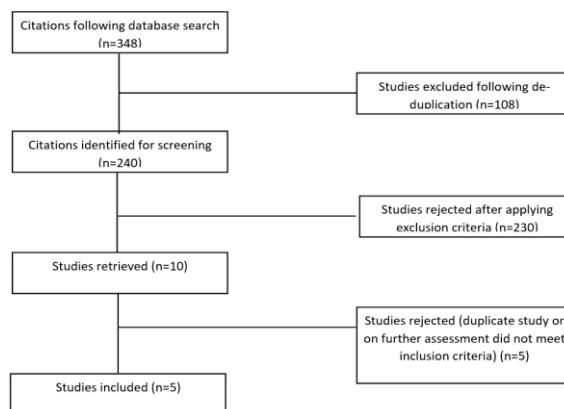 Citations following database search
(n=348)
Studies excluded following de-
duplication (n=108)
Citations identified for screening
(n=240)
Studies rejected after applying
exclusion criteria (n=230)
Studies retrieved (n=10)
Studies rejected (duplicate study or
on further assessment did not meet
inclusion criteria) (n=5)
Studies included (n=5)